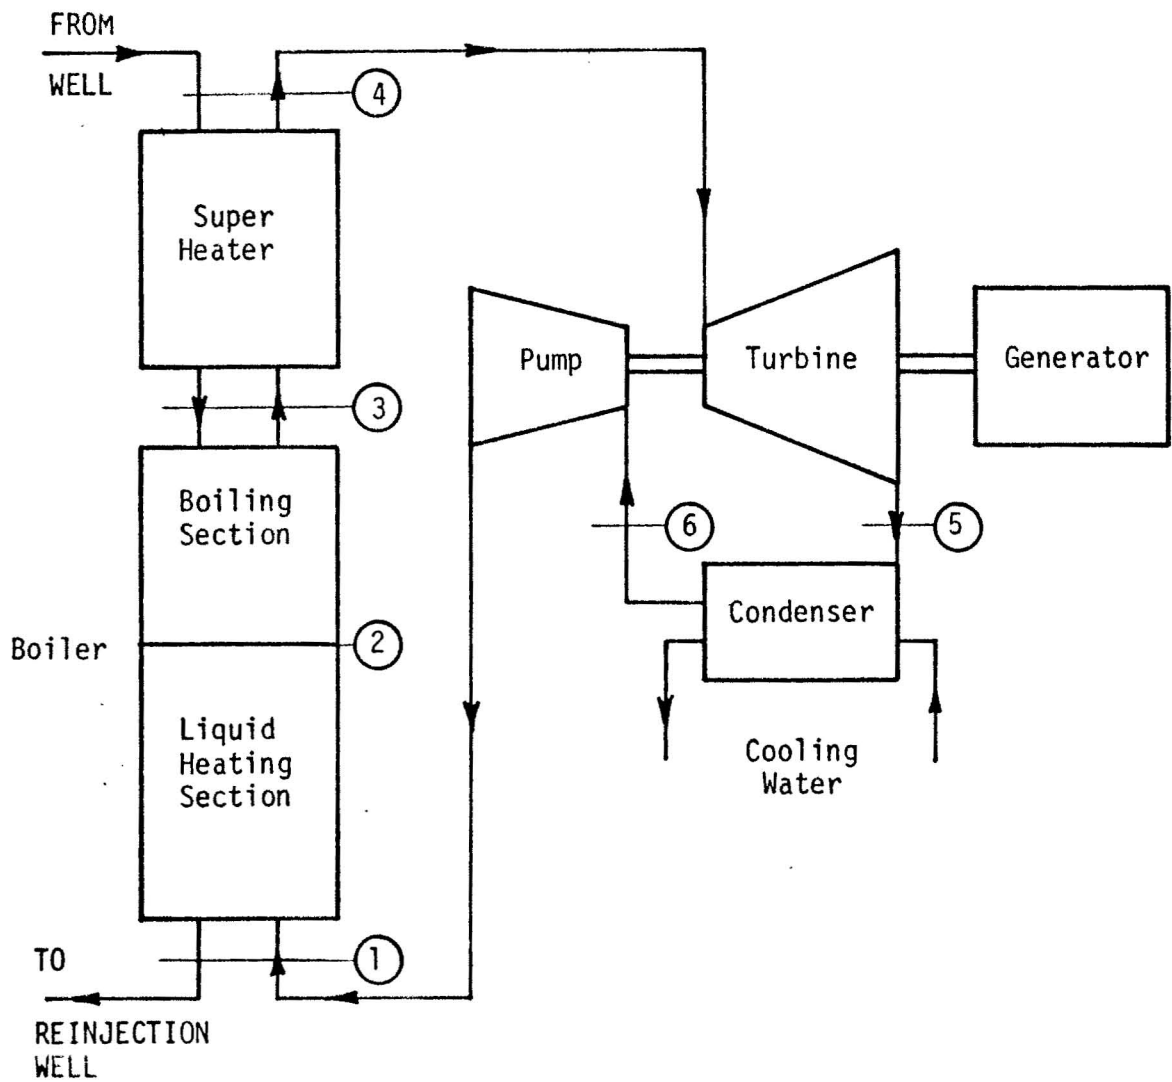 FROM
WELL
4
Super
Heater
3
Boiling
Section
Boiler
2
Liquid
Heating
Section
TO
1
REINJECTION
WELL
Pump
Turbine
Generator
6
5
Condenser
Cooling
Water